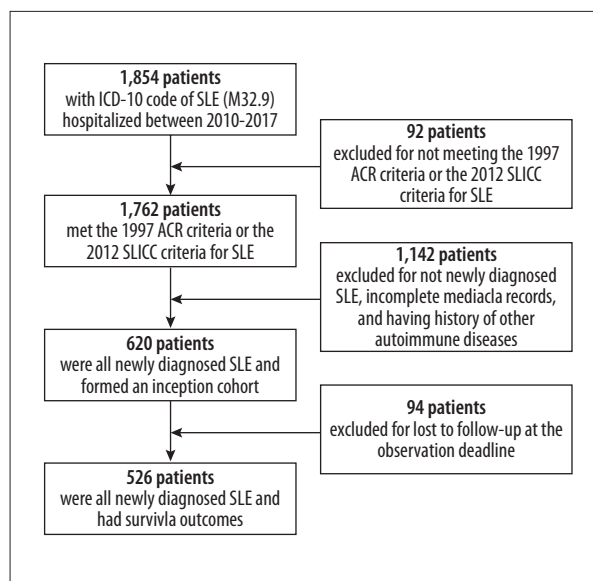 1,854 patients
with ICD-10 code of SLE (M32.9)
hospitalized between 2010-2017
92 patients
excluded for not meeting the 1997
ACR criteria or the 2012 SLICC
criteria for SLE
1,762 patients
met the 1997 ACR criteria or the
2012 SLICC criteria for SLE
1,142 patients
excluded for not newly diagnosed
SLE, incomplete mediacla records,
and having history of other
autoimmune diseases
620 patients
were all newly diagnosed SLE and
formed an inception cohort
94 patients
excluded for lost to follow-up at the
observation deadline
526 patients
were all newly diagnosed SLE and
had survivla outcomes